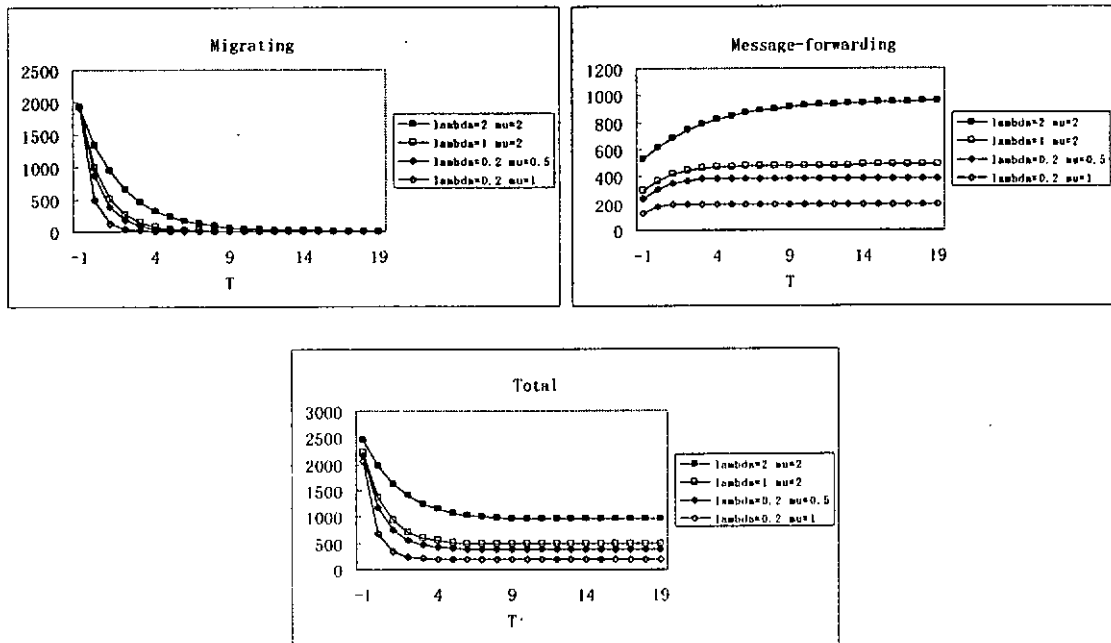 Migrating
2500
2000
1500
1000
500
0
-1 4 9 14 19
T
lambda=2 mu=2
lambda=1 mu=2
lambda=0.2 mu=0.5
lambda=0.2 mu=1
Message-forwarding
1200
1000
800
600
400
200
0
-1 4 9 14 19
T
lambda=2 mu=2
lambda=1 mu=2
lambda=0.2 mu=0.5
lambda=0.2 mu=1
Total
3000
2500
2000
1500
1000
500
0
-1 4 9 14 19
T
lambda=2 mu=2
lambda=1 mu=2
lambda=0.2 mu=0.5
lambda=0.2 mu=1